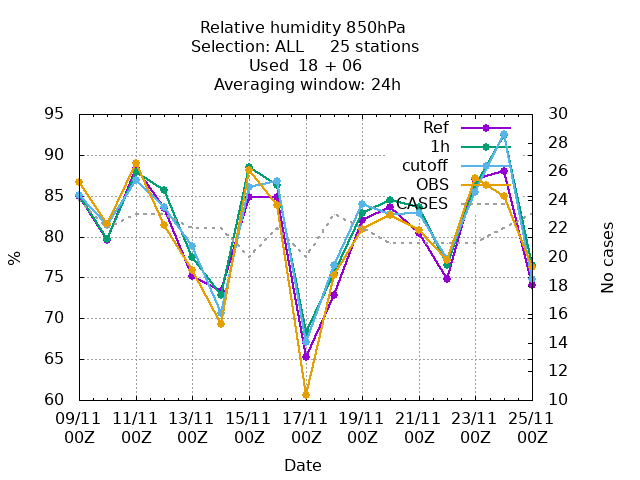 Relative humidity 850hPa
Selection: ALL     25 stations
Used  18 + 06
Averaging window: 24h
95 30
90 28
85 26
80 24
75 22
70 20
65 18
60 16
14
12
10
%
No cases
Ref
1h
cutoff
OBS
CASES
09/11 11/11 13/11 15/11 17/11 19/11 21/11 23/11 25/11
00Z 00Z 00Z 00Z 00Z 00Z 00Z 00Z 00Z
Date